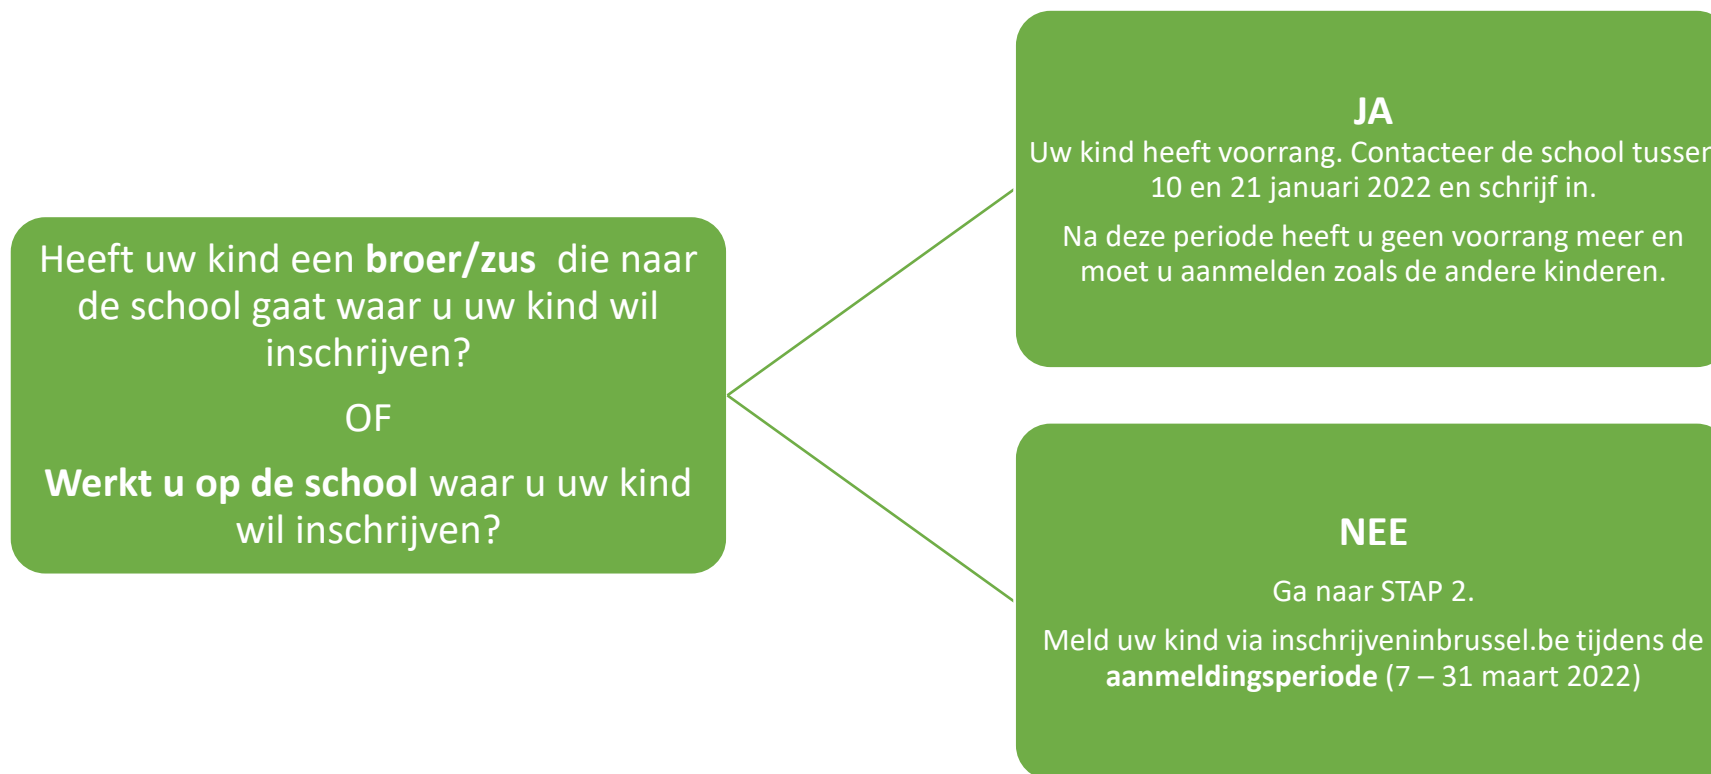 Heeft uw kind een broer/zus die naar
de school gaat waar u uw kind wil
inschrijven?
OF
Werkt u op de school waar u uw kind
wil inschrijven?
JA
Uw kind heeft voorrang. Contacteer de school tussen
10 en 21 januari 2022 en schrijf in.
Na deze periode heeft u geen voorrang meer en
moet u aanmelden zoals de andere kinderen.
NEE
Ga naar STAP 2.
Meld uw kind via inschrijveninbrussel.be tijdens de
aanmeldingsperiode (7 – 31 maart 2022)